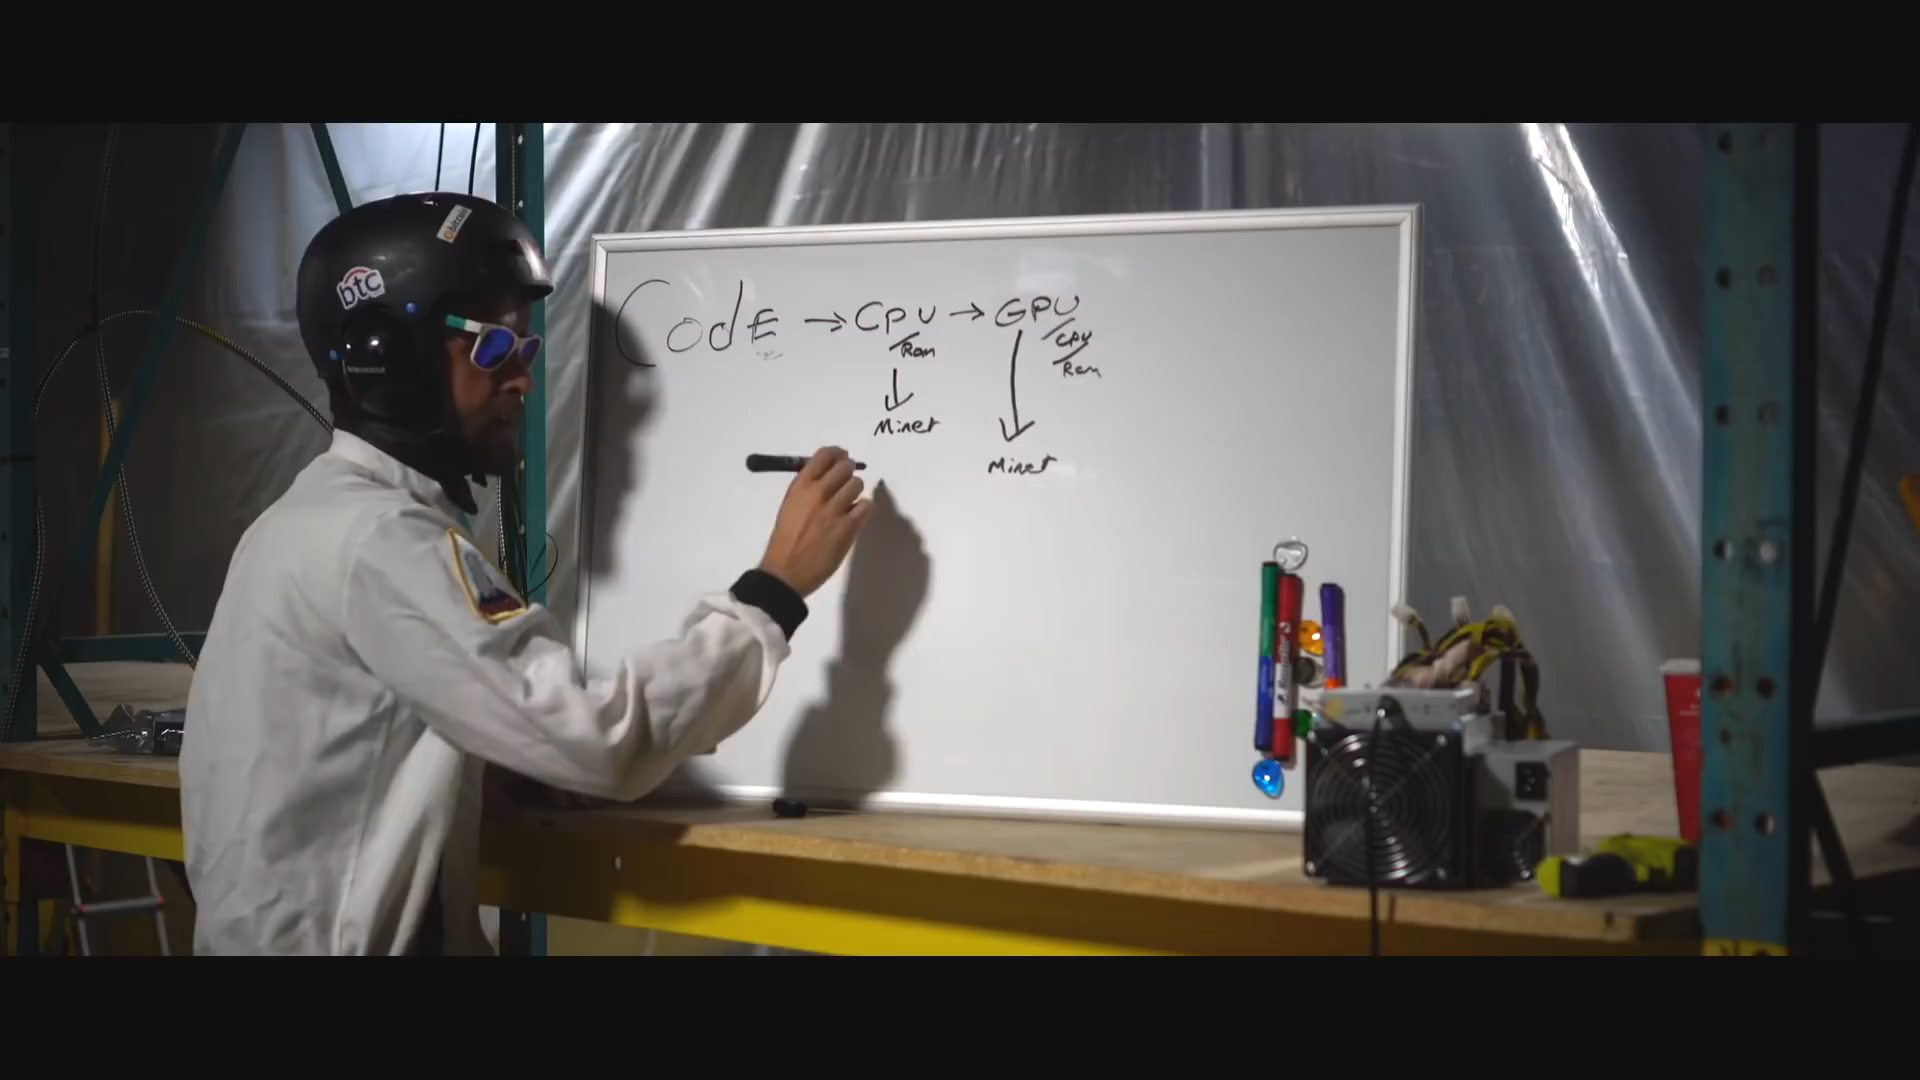 btc
CodE → CPU → GPU
/Ram
/CPU
/Ram
Miner
Miner